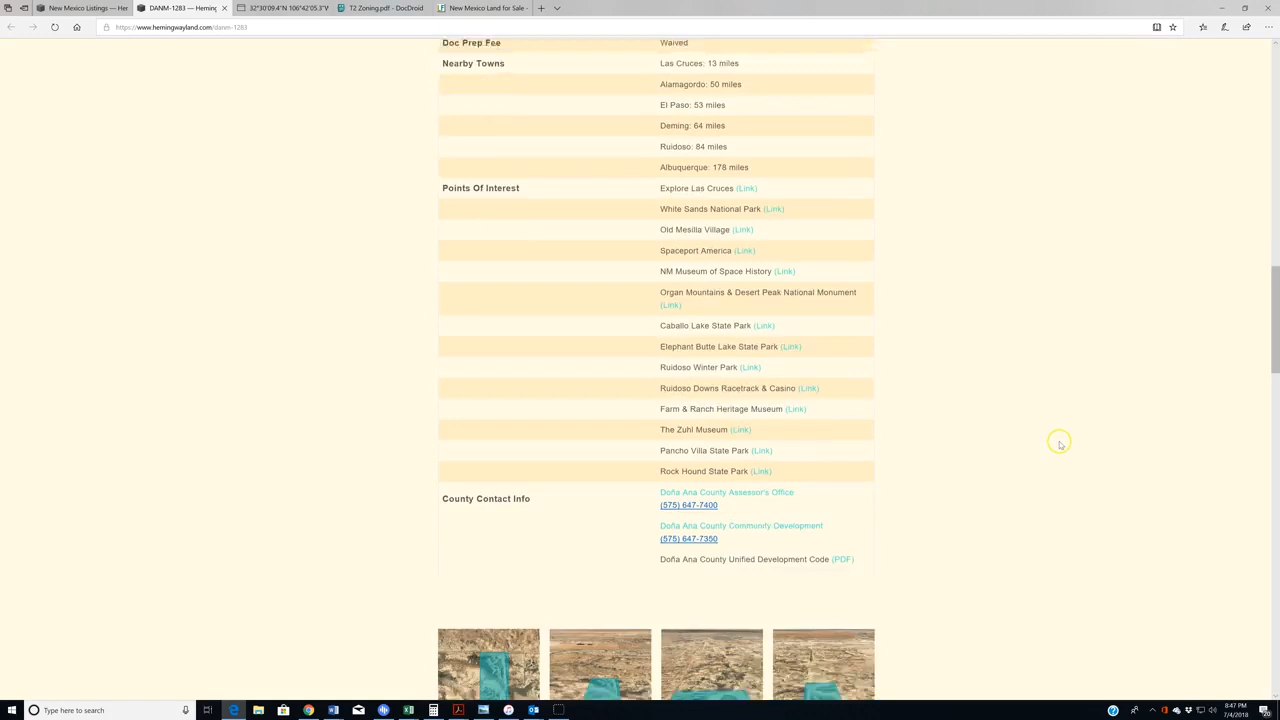 New Mexico Listings — Her
DANM-1283 — Heming
32°30'09.4"N 106°42'05.3"V
T2 Zoning.pdf - DocDroid
New Mexico Land for Sale -
https://www.hemingwayland.com/danm-1283
Doc Prep Fee Waived
Nearby Towns Las Cruces: 13 miles
Alamagordo: 50 miles
El Paso: 53 miles
Deming: 64 miles
Ruidoso: 84 miles
Albuquerque: 178 miles
Points Of Interest Explore Las Cruces (Link)
White Sands National Park (Link)
Old Mesilla Village (Link)
Spaceport America (Link)
NM Museum of Space History (Link)
Organ Mountains & Desert Peak National Monument
(Link)
Caballo Lake State Park (Link)
Elephant Butte Lake State Park (Link)
Ruidoso Winter Park (Link)
Ruidoso Downs Racetrack & Casino (Link)
Farm & Ranch Heritage Museum (Link)
The Zuhl Museum (Link)
Pancho Villa State Park (Link)
Rock Hound State Park (Link)
County Contact Info Doña Ana County Assessor's Office
(575) 647-7400
Doña Ana County Community Development
(575) 647-7350
Doña Ana County Unified Development Code (PDF)
Type here to search
8:47 PM
7/4/2018
20